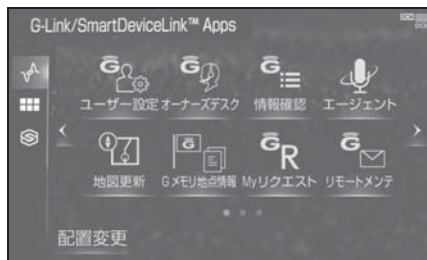 G-Link/SmartDeviceLink™ Apps
ユーザー設定 オーナーズデスク 情報確認 エージェント
地図更新 Gメモリ地点情報 Myリクエスト リモートメンテ
配置変更